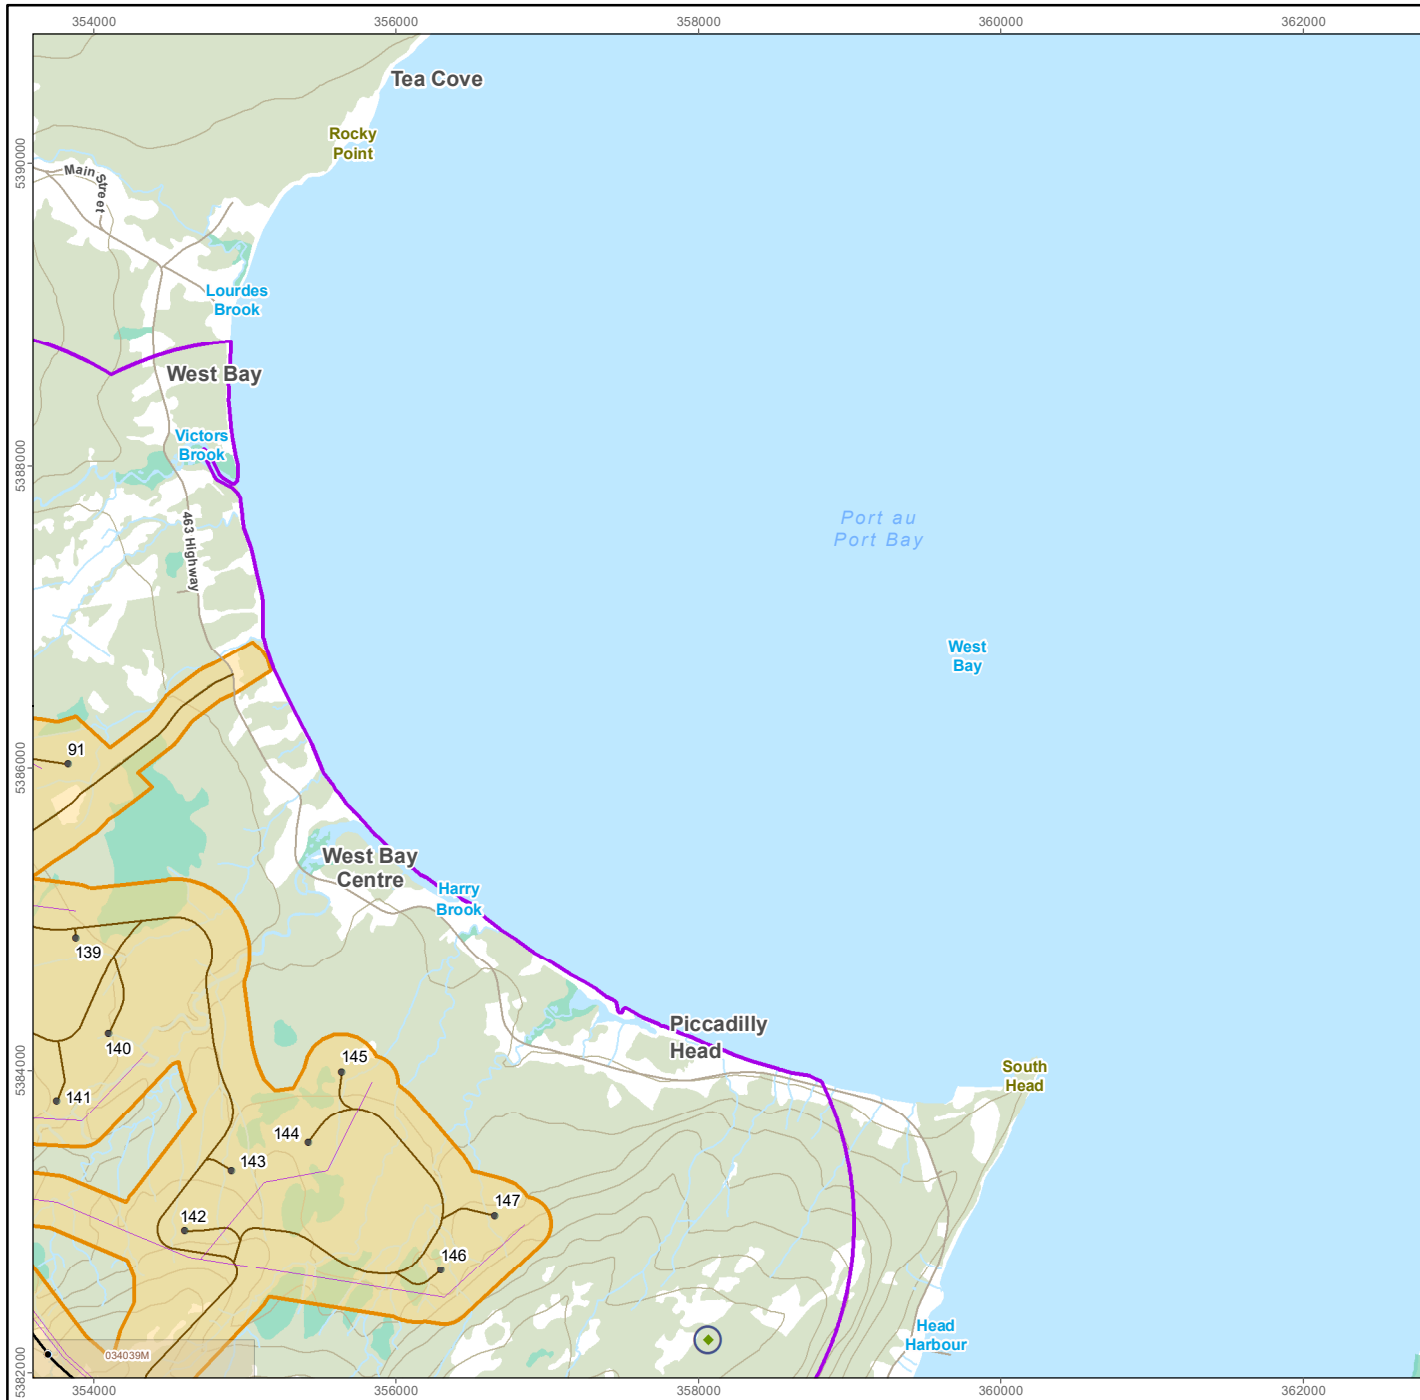 354000
356000
358000
360000
362000
Tea Cove
Rocky
Point
5390000
Main Street
Lourdes
Brook
West Bay
Victors
Brook
5388000
463 Highway
Port au
Port Bay
West
Bay
91
5386000
West Bay
Centre
Harry
Brook
139
140
Piccadilly
Head
145
South
Head
5384000
141
144
143
147
142
146
Head
Harbour
034039M
5382000
354000
356000
358000
360000
362000